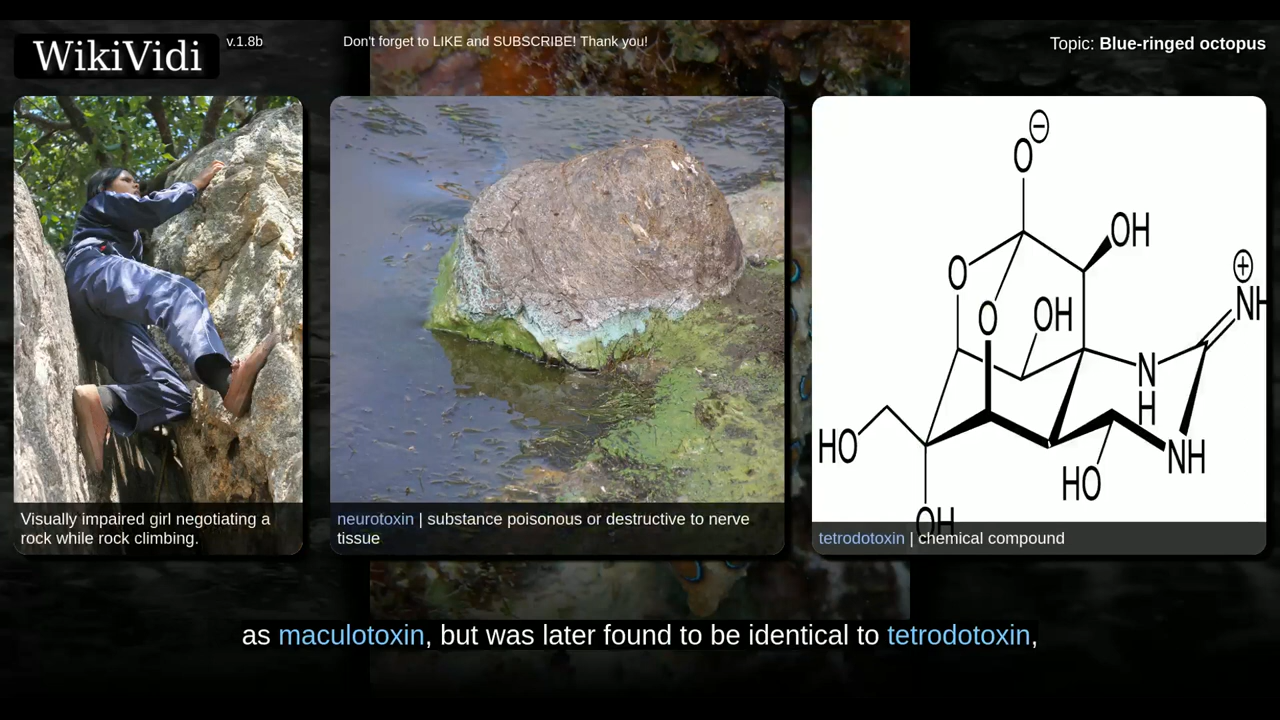 WikiVidi
v.1.8b
Don't forget to LIKE and SUBSCRIBE! Thank you!
Topic: Blue-ringed octopus
Visually impaired girl negotiating a
rock while rock climbing.
neurotoxin | substance poisonous or destructive to nerve
tissue
O
OH
O
OH
O
NH
N
H
HO
NH
HO
OH
tetrodotoxin | chemical compound
as maculotoxin, but was later found to be identical to tetrodotoxin,